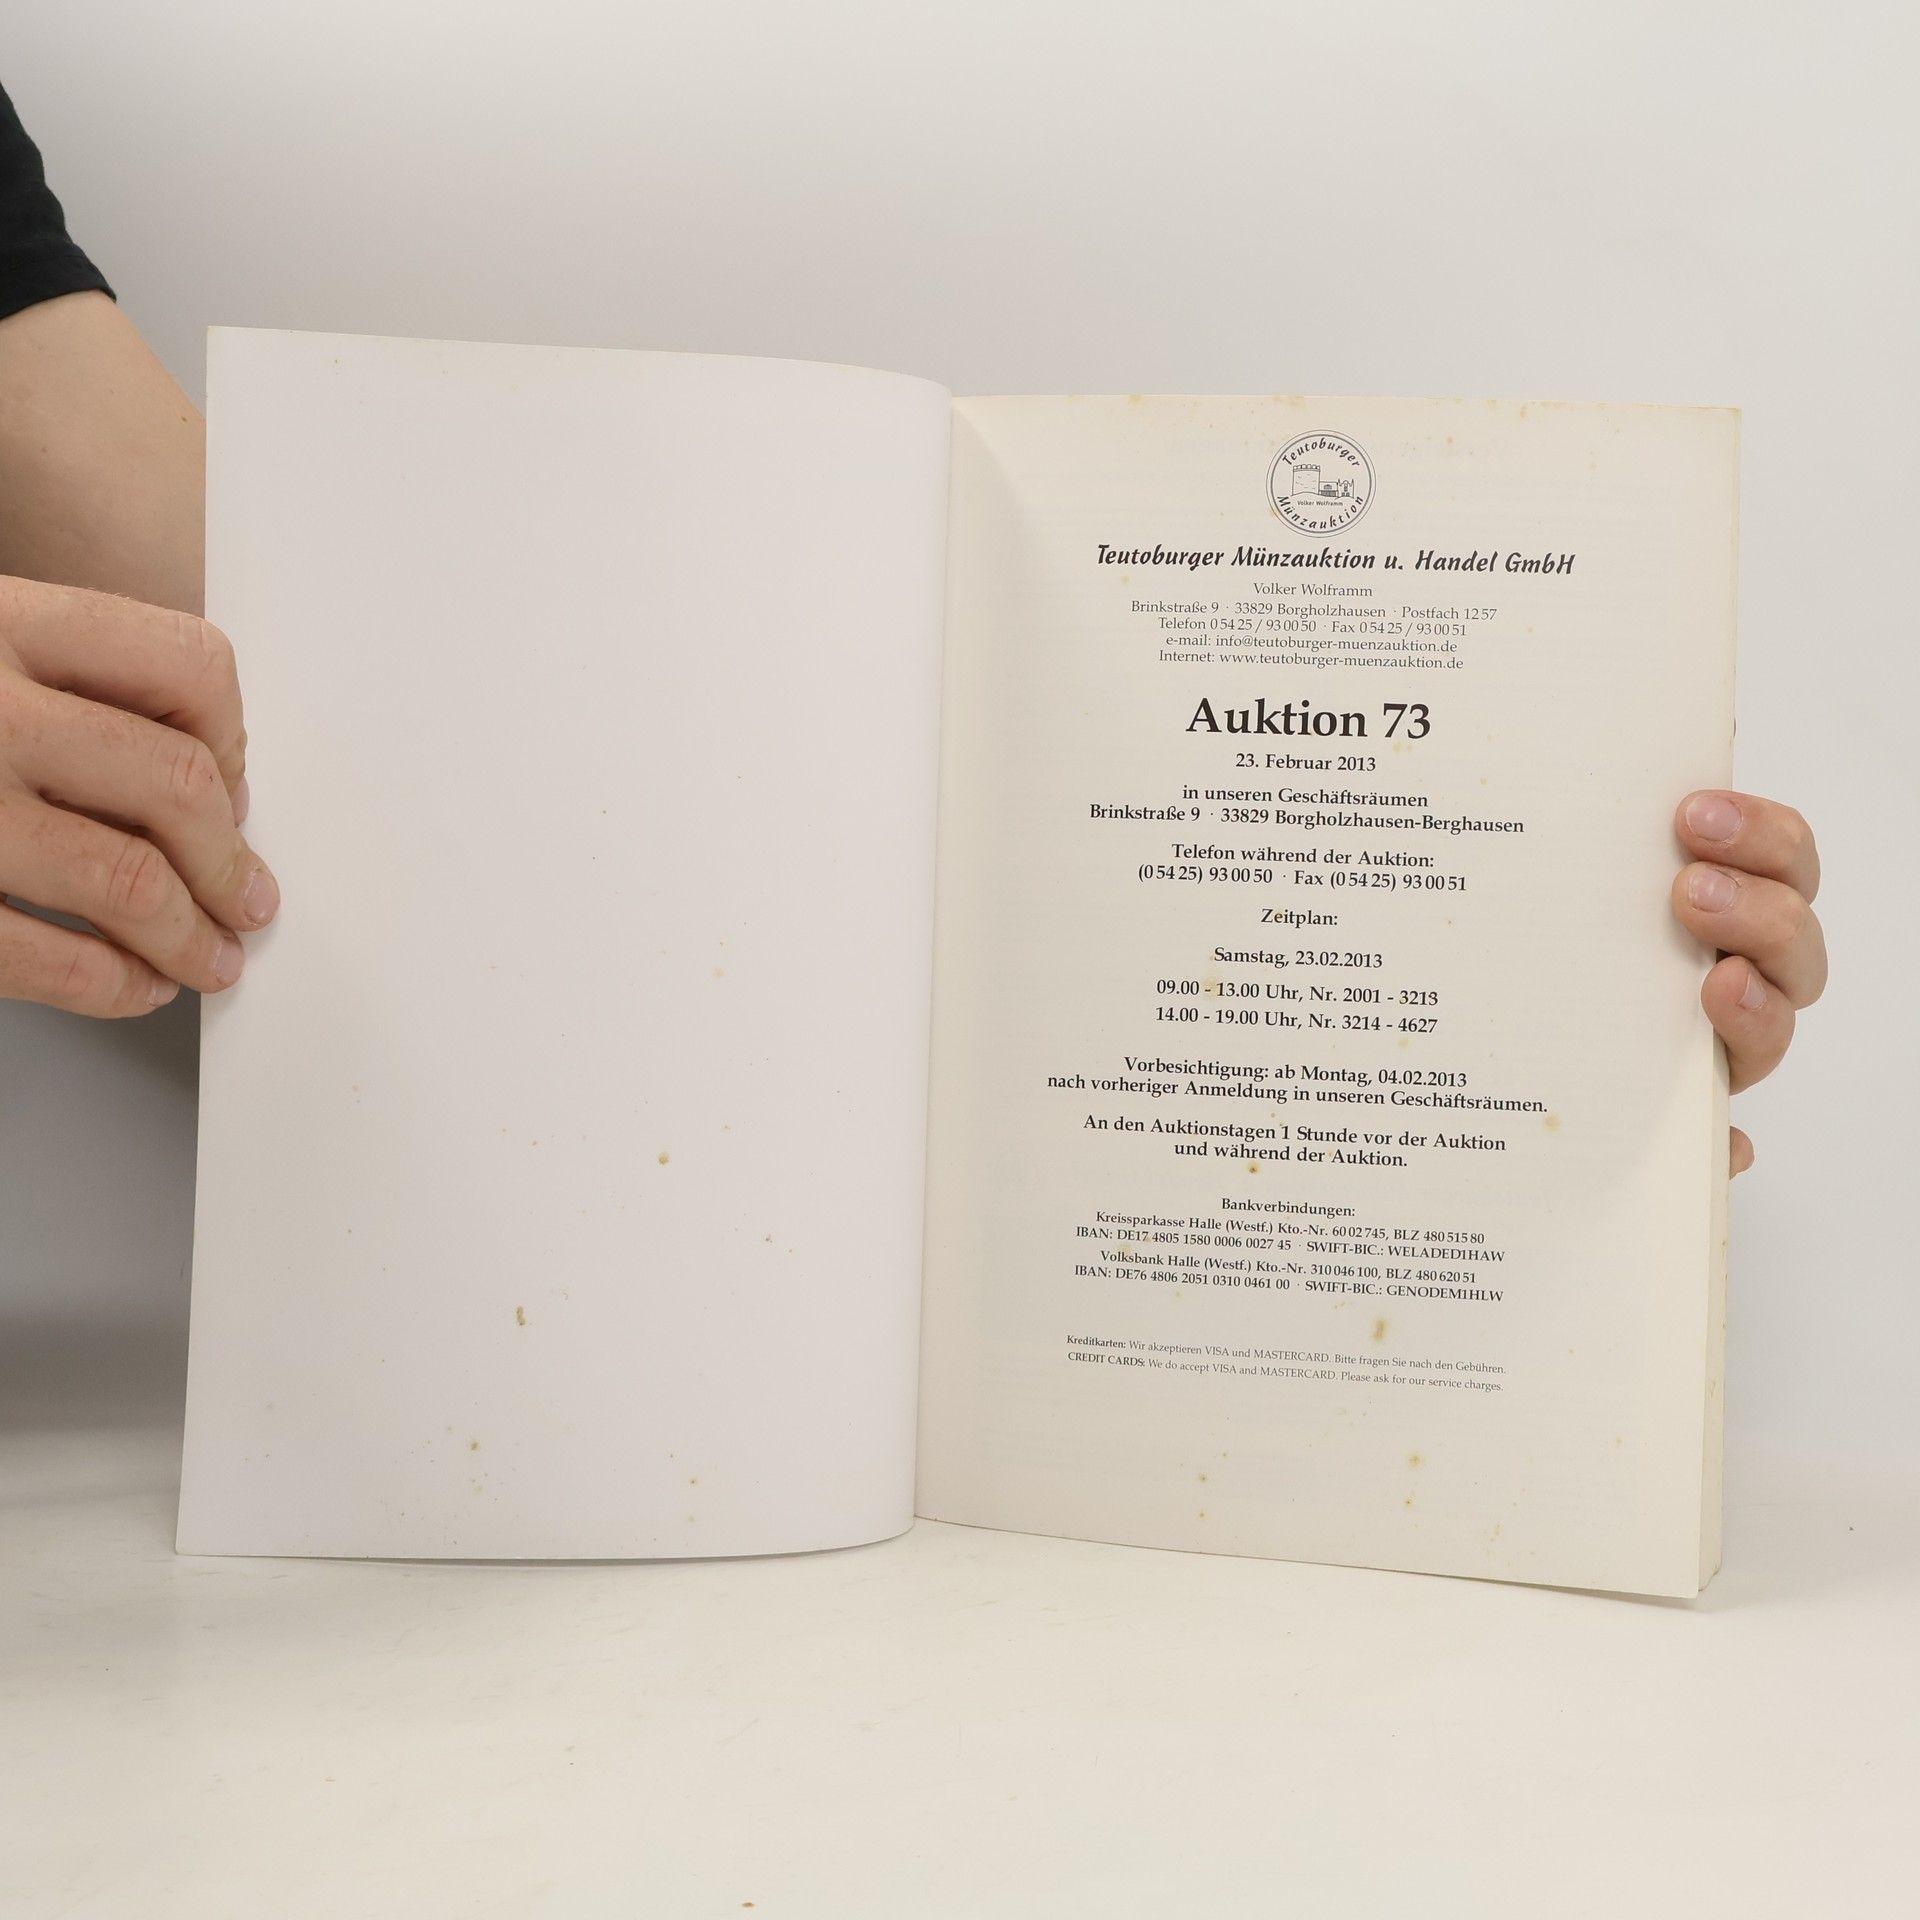 Teutoburger
Volker Wolframm
Münzauktion
Teutoburger Münzauktion u. Handel GmbH
Volker Wolframm
Brinkstraße 9 · 33829 Borgholzhausen · Postfach 12 57
Telefon 0 54 25 / 93 00 50 · Fax 0 54 25 / 93 00 51
e-mail: info@teutoburger-muenzauktion.de
Internet: www.teutoburger-muenzauktion.de
Auktion 73
23. Februar 2013
in unseren Geschäftsräumen
Brinkstraße 9 · 33829 Borgholzhausen-Berghausen
Telefon während der Auktion:
(0 54 25) 93 00 50 · Fax (0 54 25) 93 00 51
Zeitplan:
Samstag, 23.02.2013
09.00 - 13.00 Uhr, Nr. 2001 - 3213
14.00 - 19.00 Uhr, Nr. 3214 - 4627
Vorbesichtigung: ab Montag, 04.02.2013
nach vorheriger Anmeldung in unseren Geschäftsräumen.
An den Auktionstagen 1 Stunde vor der Auktion
und während der Auktion.
Bankverbindungen:
Kreissparkasse Halle (Westf.) Kto.-Nr. 60 02 745, BLZ 480 515 80
IBAN: DE17 4805 1580 0006 0027 45 · SWIFT-BIC.: WELADED1HAW
Volksbank Halle (Westf.) Kto.-Nr. 310 046 100, BLZ 480 620 51
IBAN: DE76 4806 2051 0310 0461 00 · SWIFT-BIC.: GENODEM1HLW
Kreditkarten: Wir akzeptieren VISA und MASTERCARD. Bitte fragen Sie nach den Gebühren.
CREDIT CARDS: We do accept VISA and MASTERCARD. Please ask for our service charges.